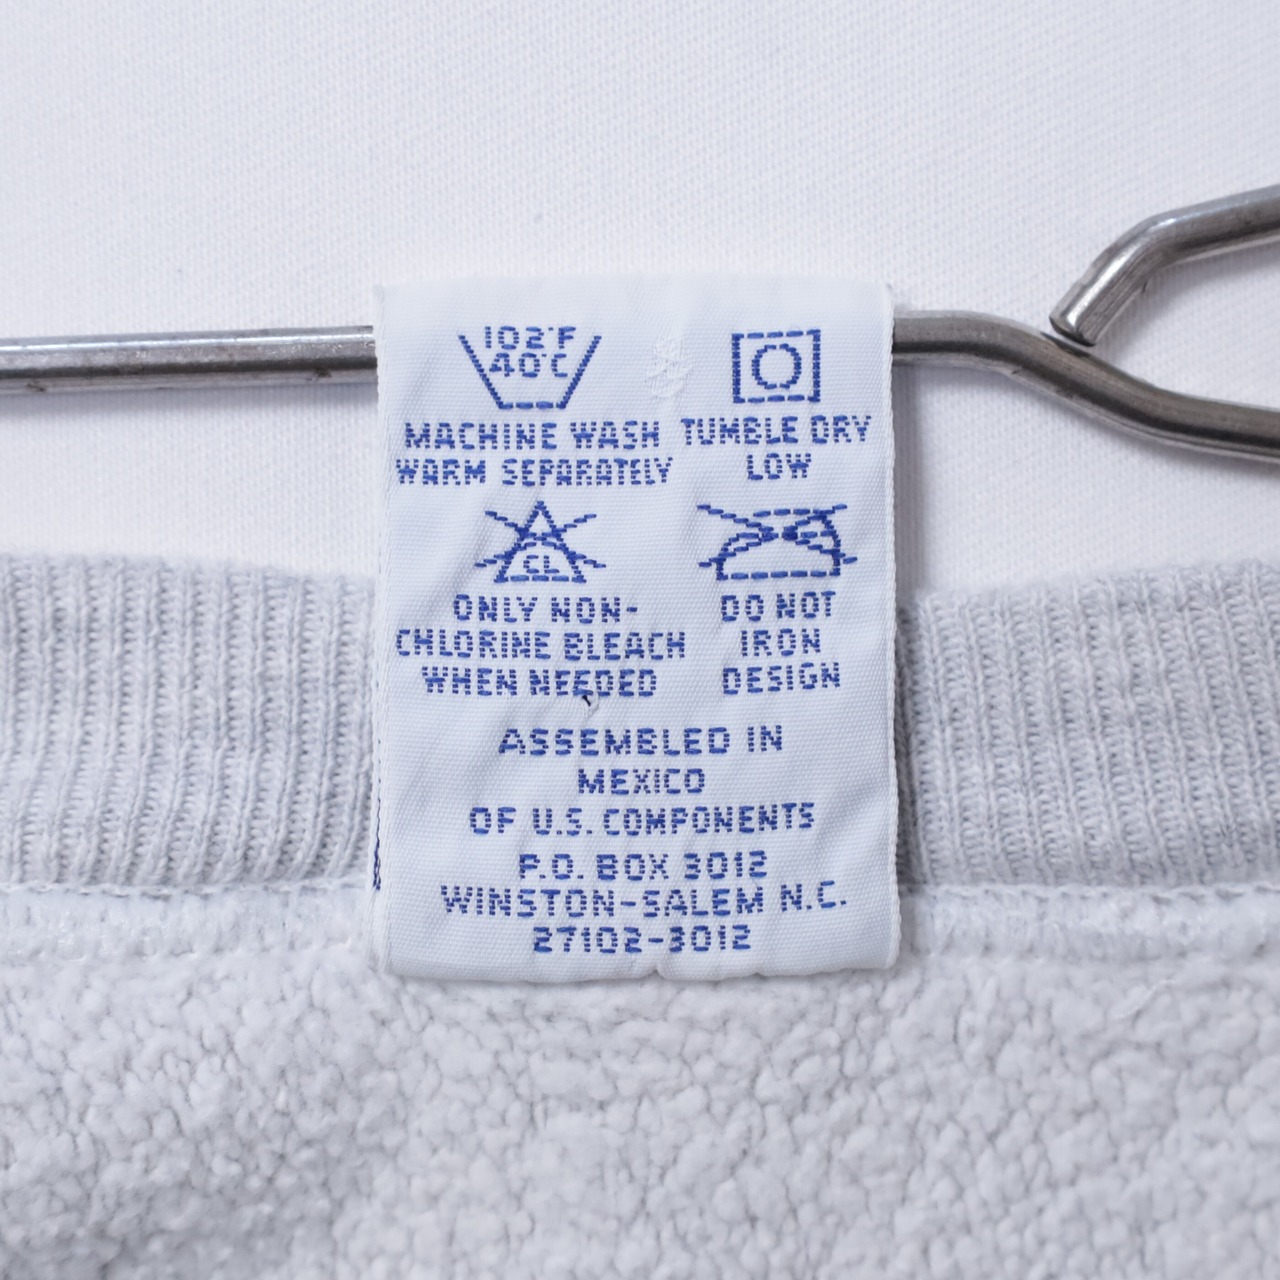 102°F
40°C
MACHINE WASH
WARM SEPARATELY
TUMBLE DRY
LOW
CL
ONLY NON-
CHLORINE BLEACH
WHEN NEEDED
DO NOT
IRON
DESIGN
ASSEMBLED IN
MEXICO
OF U.S. COMPONENTS
P.O. BOX 3012
WINSTON-SALEM N.C.
27102-3012